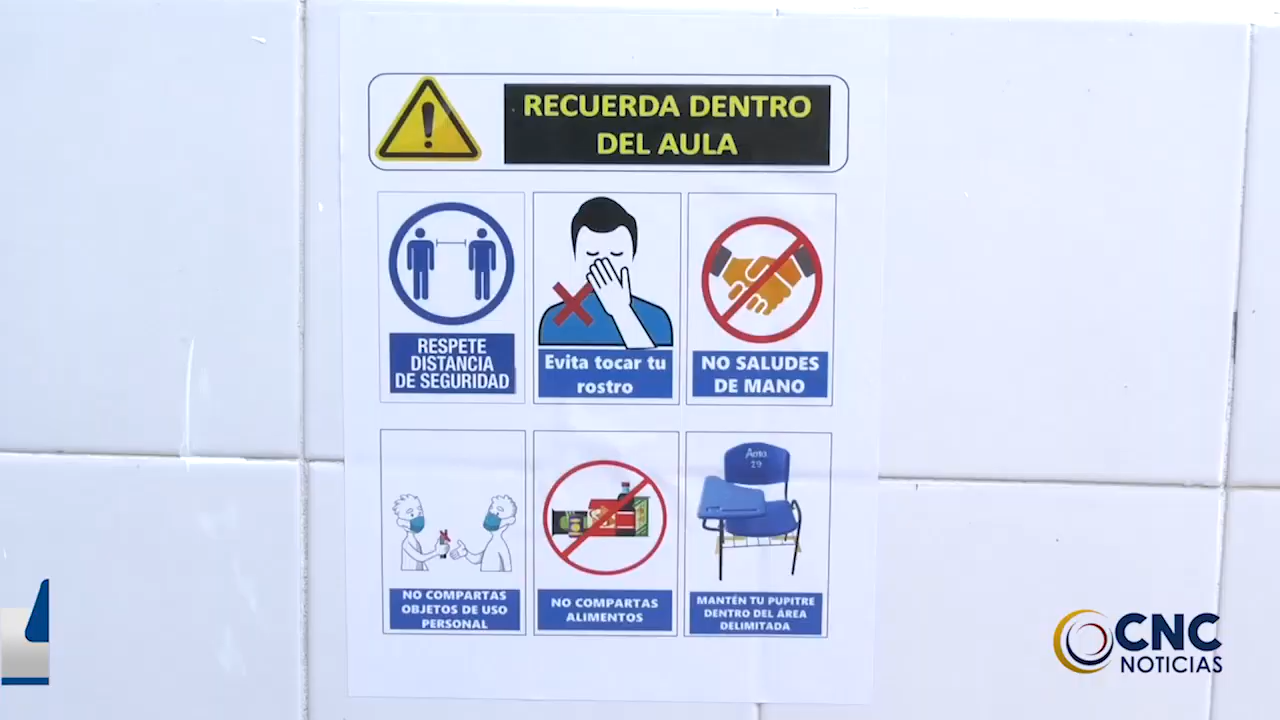 RECUERDA DENTRO
DEL AULA
RESPETE
DISTANCIA
DE SEGURIDAD
Evita tocar tu
rostro
NO SALUDES
DE MANO
NO COMPARTAS
OBJETOS DE USO
PERSONAL
NO COMPARTAS
ALIMENTOS
19
MANTÉN TU PUPITRE
DENTRO DEL ÁREA
DELIMITADA
CNC
NOTICIAS